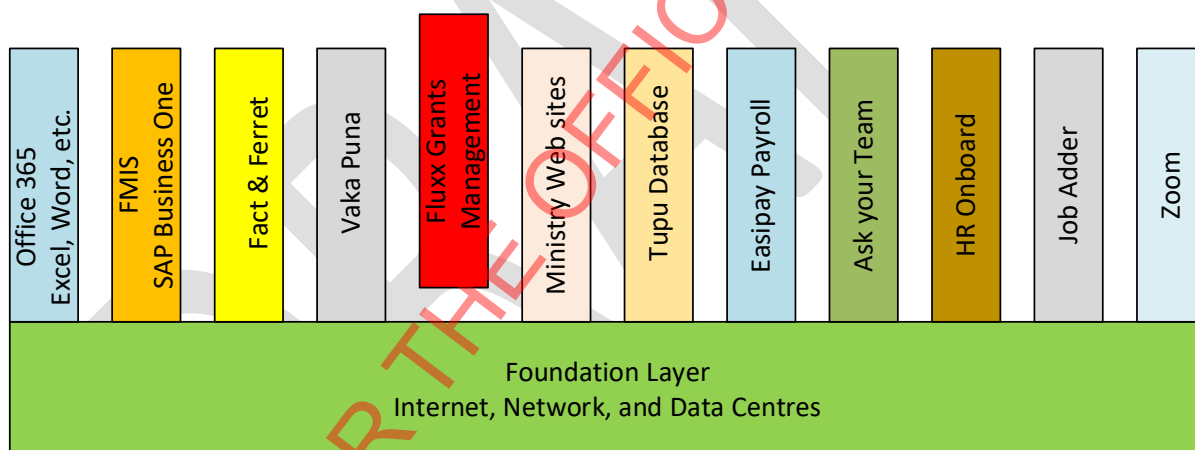 Office 365
Excel, Word, etc.
FMIS
SAP Business One
Fact & Ferret
Vaka Puna
Fluxx Grants
Management
Ministry Web sites
Tupu Database
Easipay Payroll
Ask your Team
HR Onboard
Job Adder
Zoom
Foundation Layer
Internet, Network, and Data Centres
R THE OFFIC